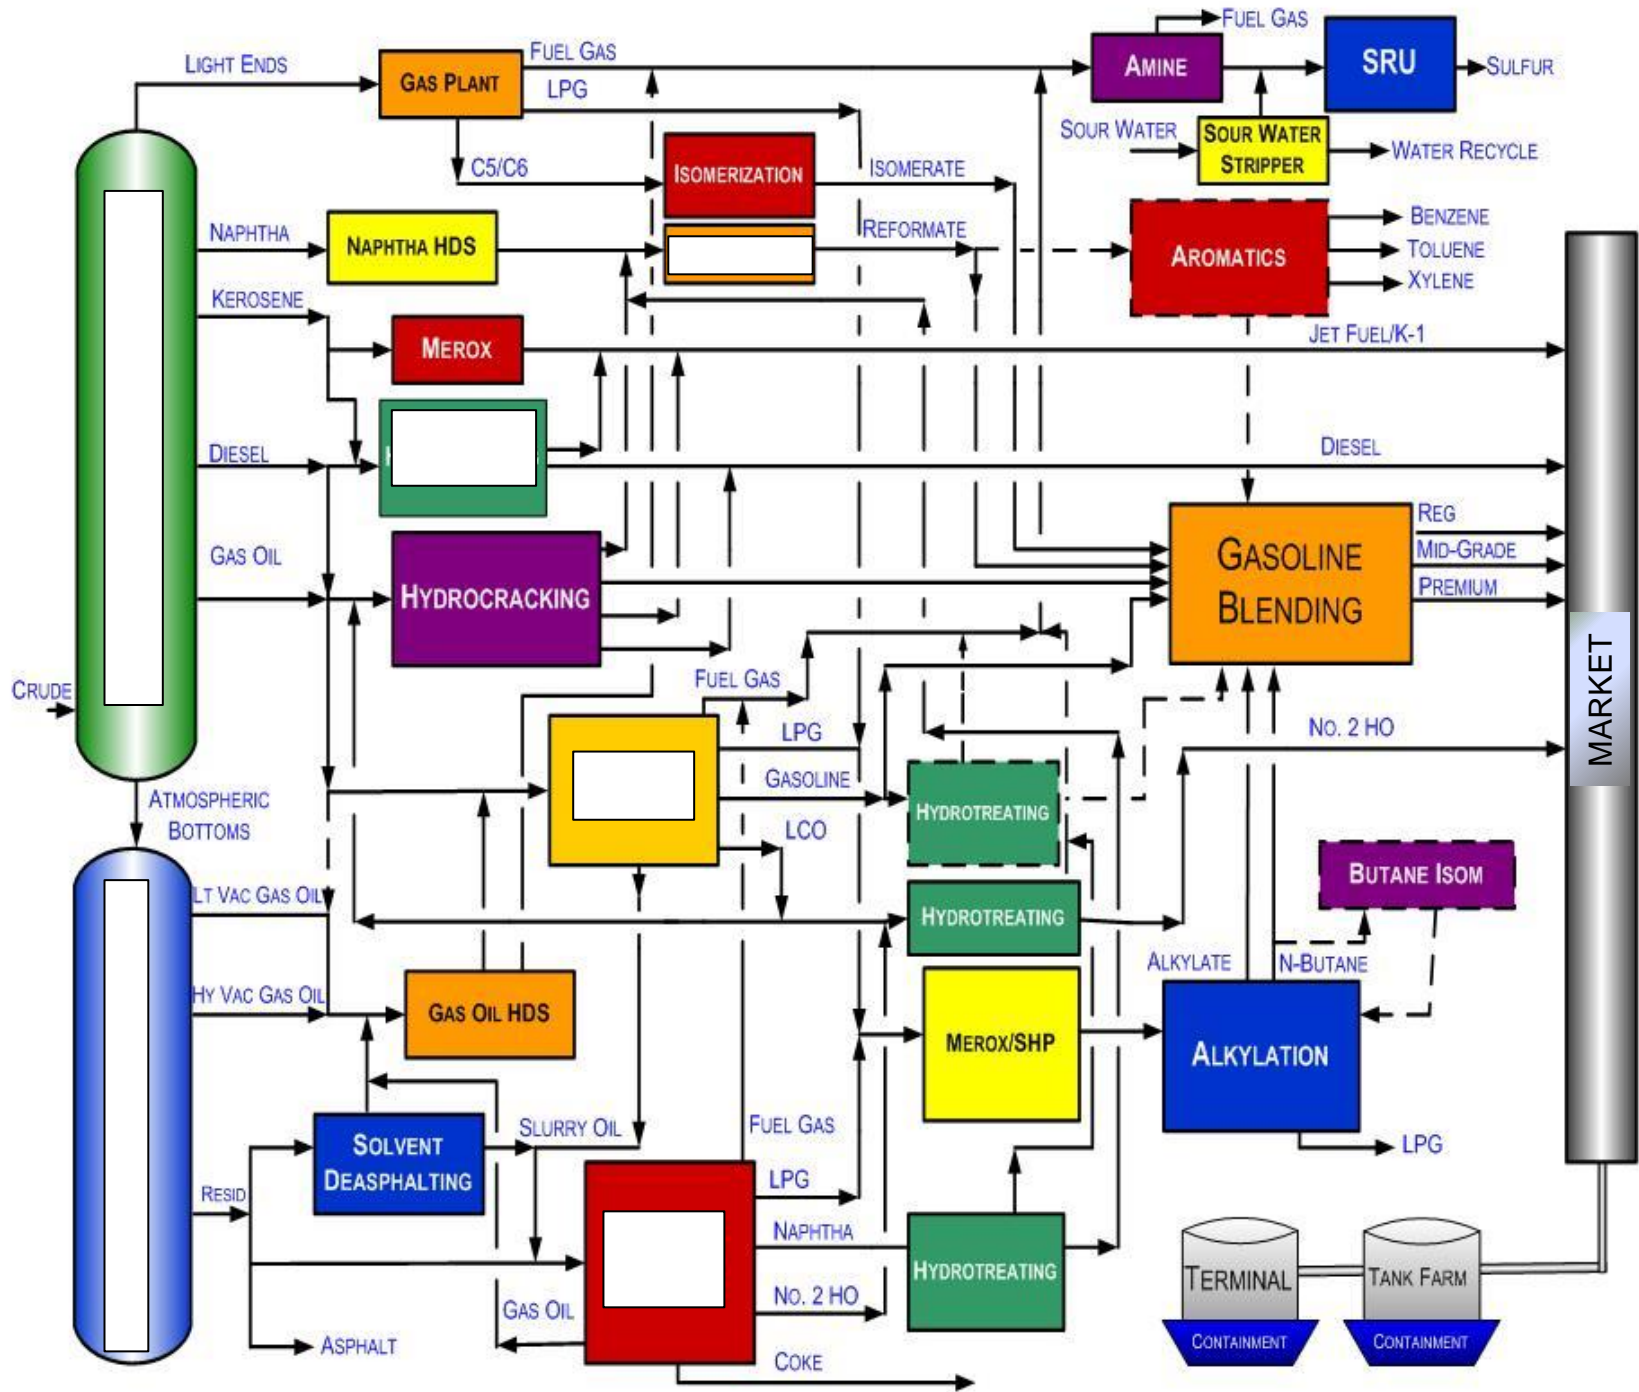 FUEL GAS
LIGHT ENDS
GAS PLANT
FUEL GAS
LPG
AMINE
SRU
SULFUR
SOUR WATER
SOUR WATER
STRIPPER
WATER RECYCLE
C5/C6
ISOMERIZATION
ISOMERATE
NAPHTHA
NAPHTHA HDS
REFORMATE
AROMATICS
BENZENE
TOLUENE
XYLENE
KEROSENE
MEROX
JET FUEL/K-1
DIESEL
DIESEL
GAS OIL
HYDROCRACKING
GASOLINE
BLENDING
REG
MID-GRADE
PREMIUM
MARKET
CRUDE
FUEL GAS
LPG
GASOLINE
LCO
NO. 2 HO
HYDROTREATING
ATMOSPHERIC
BOTTOMS
LT VAC GAS OIL
HYDROTREATING
BUTANE ISOM
HY VAC GAS OIL
GAS OIL HDS
MEROX/SHP
ALKYLATE
N-BUTANE
ALKYLATION
LPG
SOLVENT
DEASPHALTING
SLURRY OIL
RESID
FUEL GAS
LPG
NAPHTHA
NO. 2 HO
HYDROTREATING
GAS OIL
ASPHALT
COKE
TERMINAL
TANK FARM
CONTAINMENT
CONTAINMENT